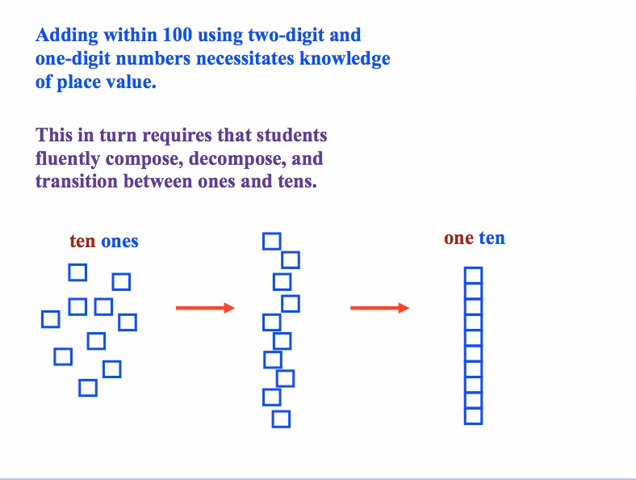 Adding within 100 using two-digit and
one-digit numbers necessitates knowledge
of place value.
This in turn requires that students
fluently compose, decompose, and
transition between ones and tens.
ten ones
one ten